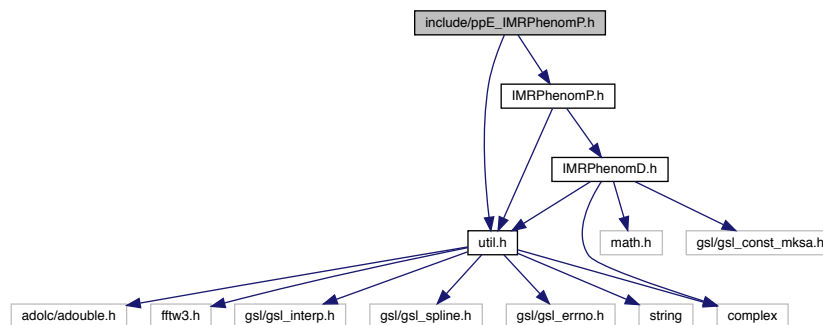 include/ppE_IMRPhenomP.h
IMRPhenomP.h
IMRPhenomD.h
util.h
math.h
gsl/gsl_const_mksa.h
adolc/adouble.h
fftw3.h
gsl/gsl_interp.h
gsl/gsl_spline.h
gsl/gsl_errno.h
string
complex